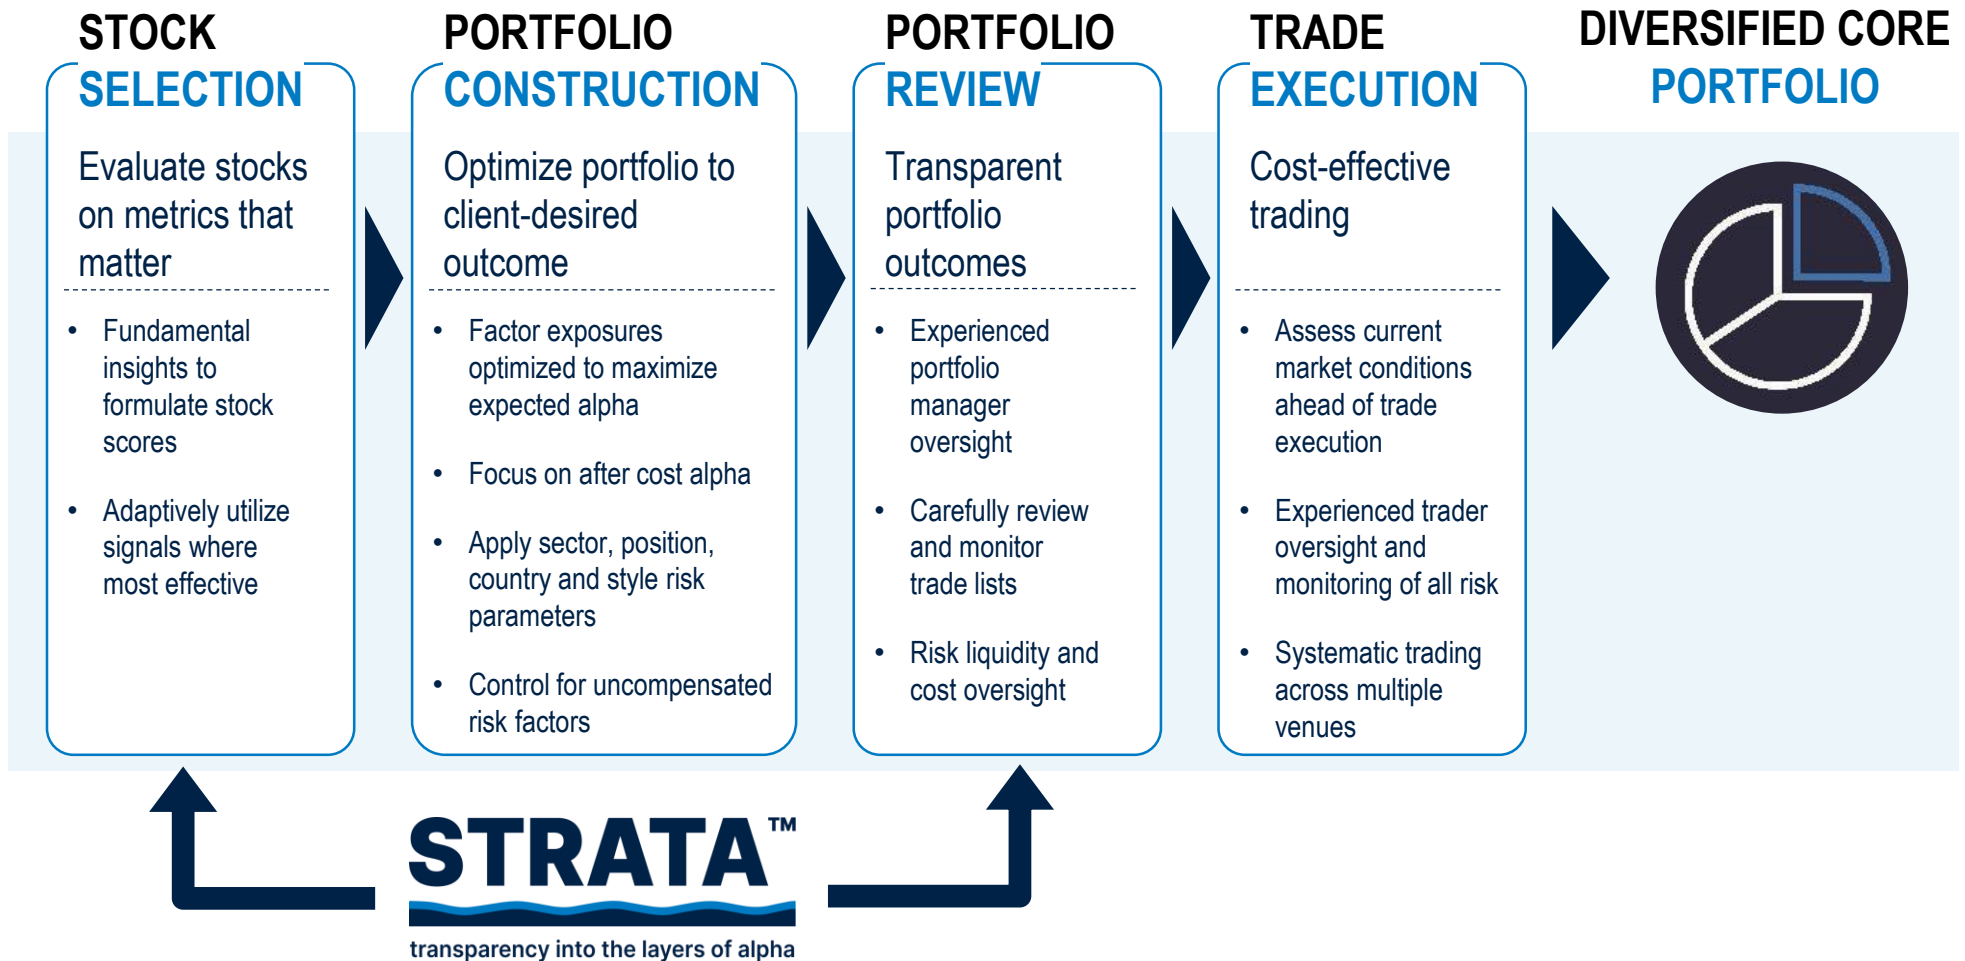 STOCK
SELECTION
Evaluate stocks
on metrics that
matter
• Fundamental
insights to
formulate stock
scores
• Adaptively utilize
signals where
most effective
PORTFOLIO
CONSTRUCTION
Optimize portfolio to
client-desired
outcome
• Factor exposures
optimized to maximize
expected alpha
• Focus on after cost alpha
• Apply sector, position,
country and style risk
parameters
• Control for uncompensated
risk factors
PORTFOLIO
REVIEW
Transparent
portfolio
outcomes
• Experienced
portfolio
manager
oversight
• Carefully review
and monitor
trade lists
• Risk liquidity and
cost oversight
TRADE
EXECUTION
Cost-effective
trading
• Assess current
market conditions
ahead of trade
execution
• Experienced trader
oversight and
monitoring of all risk
• Systematic trading
across multiple
venues
DIVERSIFIED CORE
PORTFOLIO
STRATA™
transparency into the layers of alpha